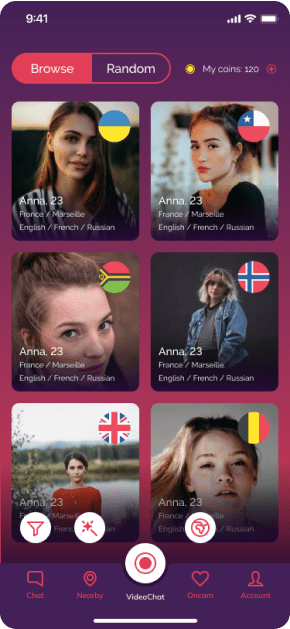 9:41
Browse
Random
My coins: 120
Anna, 23
France / Marseille
English / French / Russian
Anna, 23
France / Marseille
English / French / Russian
Anna, 23
France / Marseille
English / French / Russian
Anna, 23
France / Marseille
English / French / Russian
Anna, 23
France / Marseille
French / Russian
Anna, 23
France / Marseille
English / French / Russian
Chat
Nearby
VideoChat
Oncam
Account